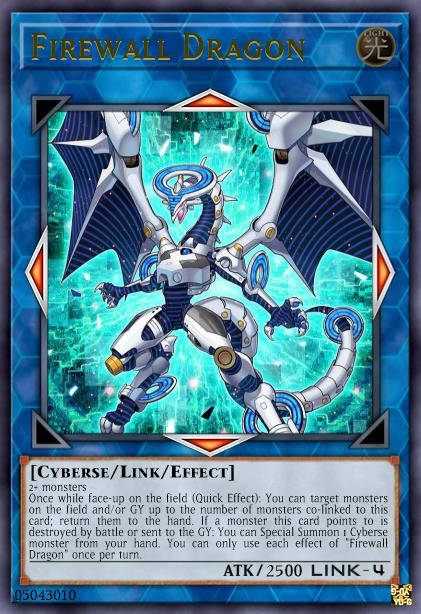 FIREWALL DRAGON
LIGHT
光
[CYBERSE/LINK/EFFECT]
2+ monsters
Once while face-up on the field (Quick Effect): You can target monsters
on the field and/or GY up to the number of monsters co-linked to this
card; return them to the hand. If a monster this card points to is
destroyed by battle or sent to the GY: You can Special Summon 1 Cyberse
monster from your hand. You can only use each effect of "Firewall
Dragon" once per turn.
ATK/2500 LINK-4
05043010